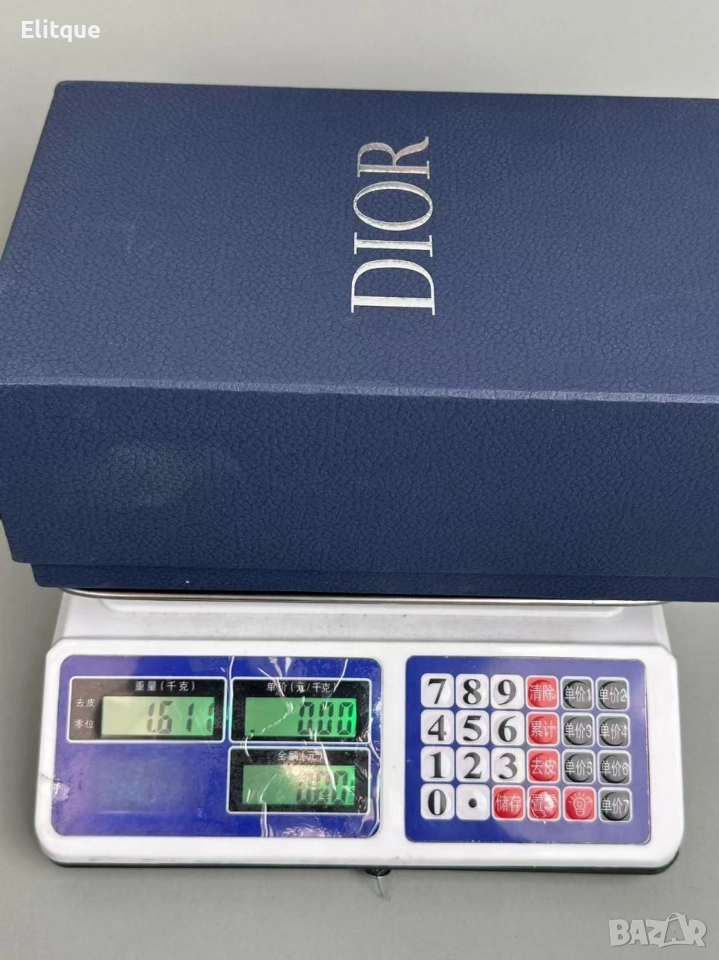 Elitque
DIOR
重量(千克) 单价(元/千克)
去皮
零位
0.00
金额(元)
0.00
7 8 9 清除 单价1 单价2
4 5 6 累计 单价3 单价4
1 2 3 去皮 单价5 单价6
0 . 储存 单价7
BAZAR